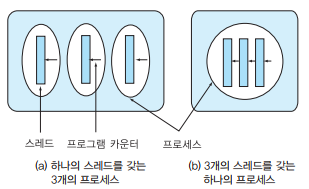 스레드 프로그램 카운터 프로세스
(a) 하나의 스레드를 갖는
3개의 프로세스
(b) 3개의 스레드를 갖는
하나의 프로세스